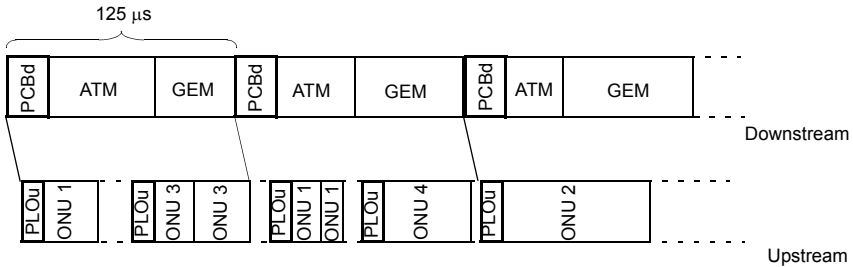 125 μs
PCBd ATM GEM PCBd ATM GEM PCBd ATM GEM
Downstream
PLOu ONU 1 PLOu ONU 3 ONU 3 PLOu ONU 1 ONU 1 PLOu ONU 4 PLOu ONU 2
Upstream